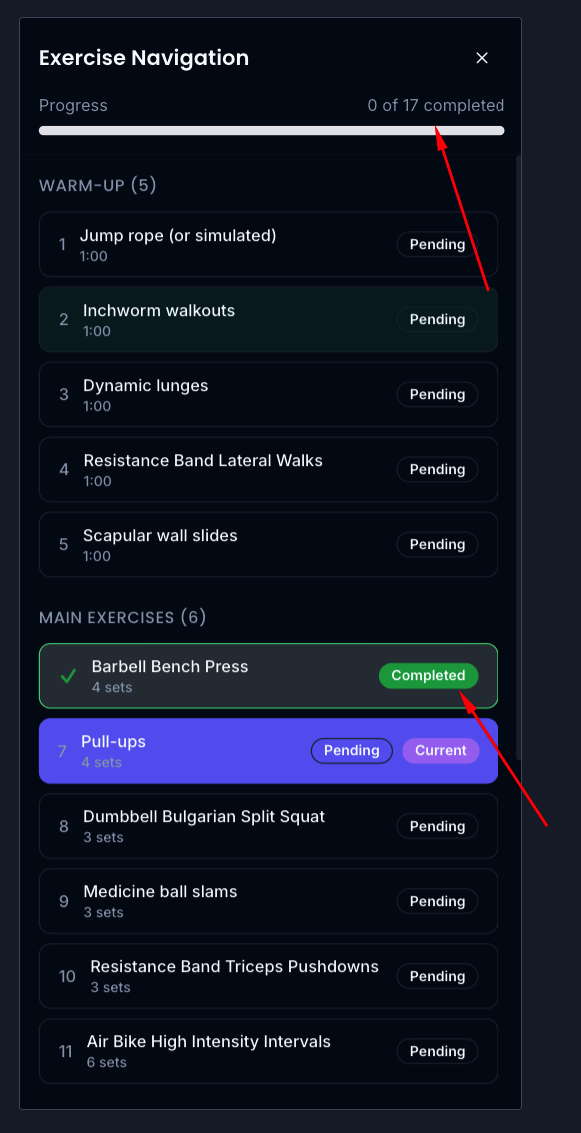 Exercise Navigation
Progress 0 of 17 completed
WARM-UP (5)
1 Jump rope (or simulated) Pending
1:00
2 Inchworm walkouts Pending
1:00
3 Dynamic lunges Pending
1:00
4 Resistance Band Lateral Walks Pending
1:00
5 Scapular wall slides Pending
1:00
MAIN EXERCISES (6)
Barbell Bench Press Completed
4 sets
7 Pull-ups Pending Current
4 sets
8 Dumbbell Bulgarian Split Squat Pending
3 sets
9 Medicine ball slams Pending
3 sets
10 Resistance Band Triceps Pushdowns Pending
3 sets
11 Air Bike High Intensity Intervals Pending
6 sets